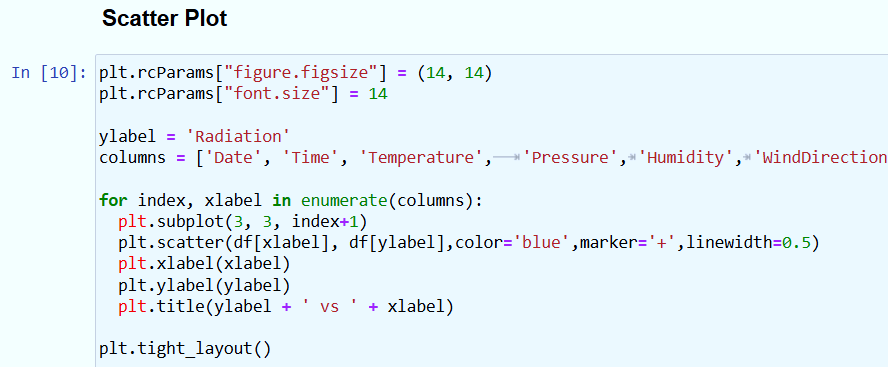 Scatter Plot
In [10]: plt.rcParams["figure.figsize"] = (14, 14)
plt.rcParams["font.size"] = 14
ylabel = 'Radiation'
columns = ['Date', 'Time', 'Temperature', 'Pressure', 'Humidity', 'WindDirection
for index, xlabel in enumerate(columns):
  plt.subplot(3, 3, index+1)
  plt.scatter(df[xlabel], df[ylabel],color='blue',marker='+',linewidth=0.5)
  plt.xlabel(xlabel)
  plt.ylabel(ylabel)
  plt.title(ylabel + ' vs ' + xlabel)
plt.tight_layout()